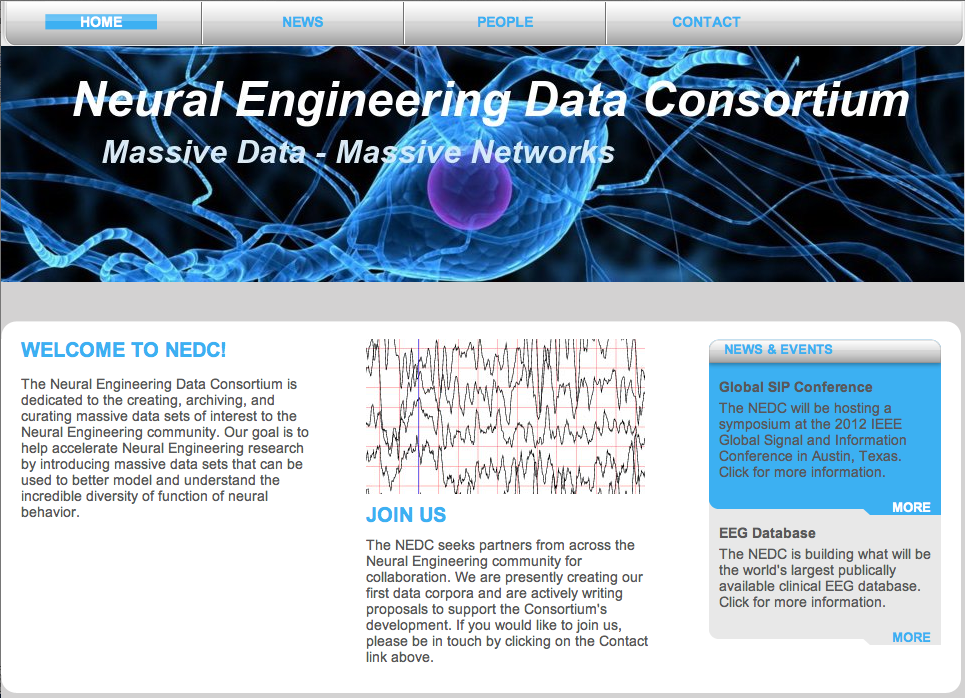 HOME
NEWS
PEOPLE
CONTACT
Neural Engineering Data Consortium
Massive Data - Massive Networks
WELCOME TO NEDC!
The Neural Engineering Data Consortium is
dedicated to the creating, archiving, and
curating massive data sets of interest to the
Neural Engineering community. Our goal is to
help accelerate Neural Engineering research
by introducing massive data sets that can be
used to better model and understand the
incredible diversity of function of neural
behavior.
JOIN US
The NEDC seeks partners from across the
Neural Engineering community for
collaboration. We are presently creating our
first data corpora and are actively writing
proposals to support the Consortium's
development. If you would like to join us,
please be in touch by clicking on the Contact
link above.
NEWS & EVENTS
Global SIP Conference
The NEDC will be hosting a
symposium at the 2012 IEEE
Global Signal and Information
Conference in Austin, Texas.
Click for more information.
MORE
EEG Database
The NEDC is building what will be
the world's largest publically
available clinical EEG database.
Click for more information.
MORE